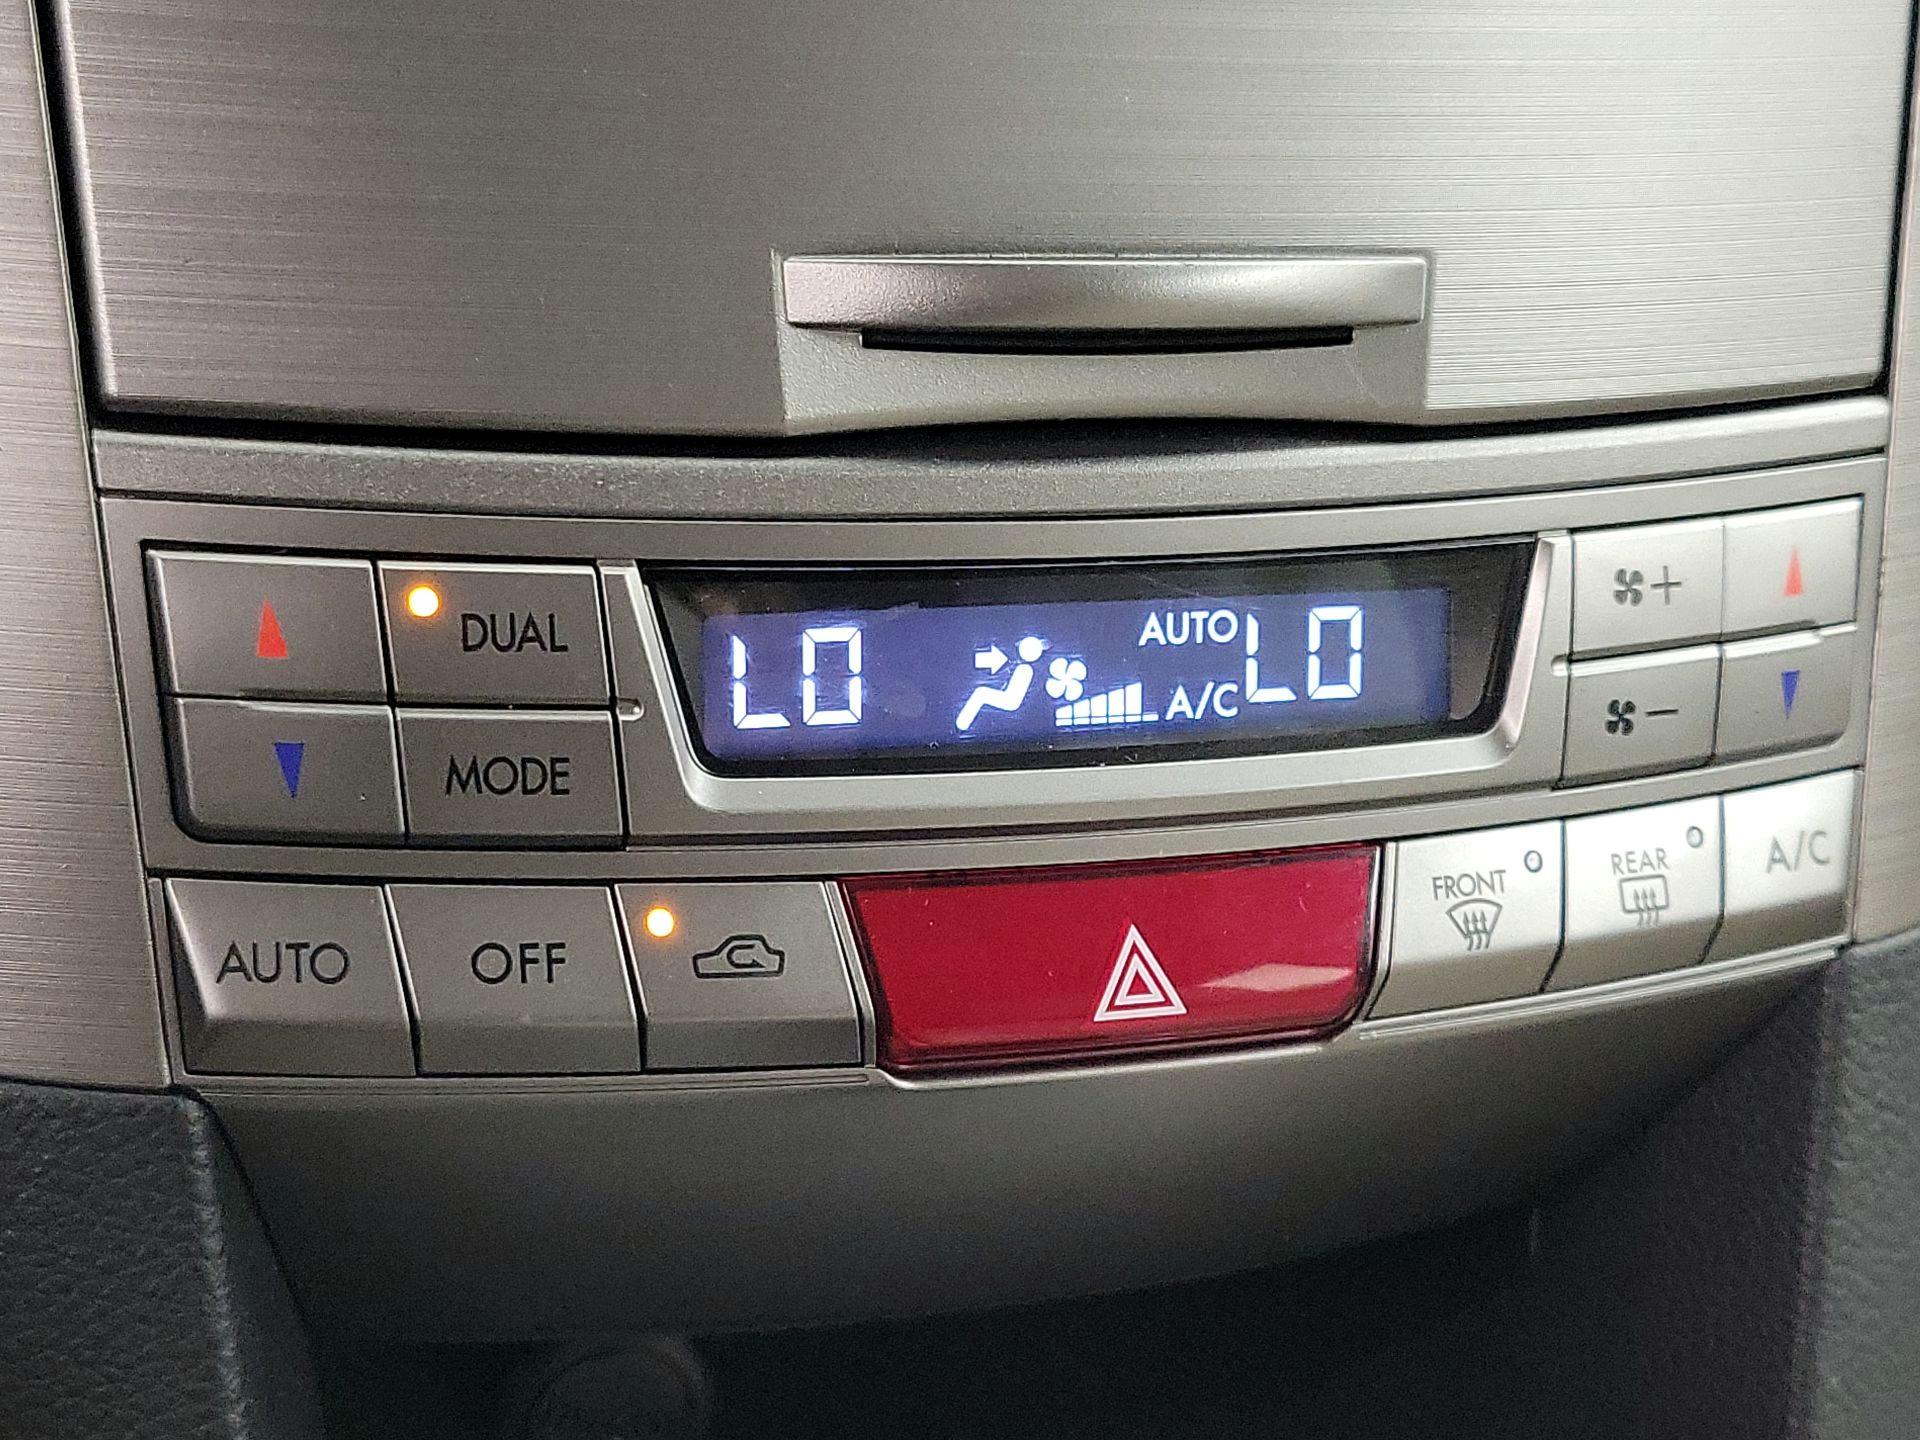 DUAL
MODE
LO
AUTO
A/C
LO
+
-
AUTO
OFF
FRONT
REAR
A/C